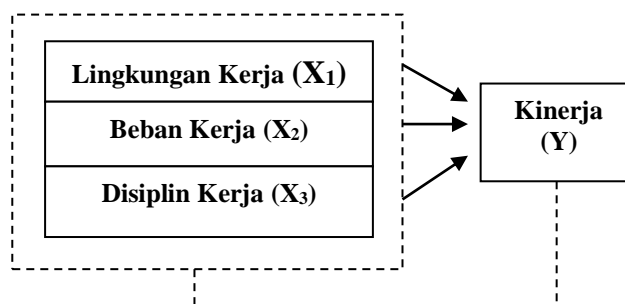 Lingkungan Kerja (X₁)
Beban Kerja (X₂)
Disiplin Kerja (X₃)
Kinerja
(Y)